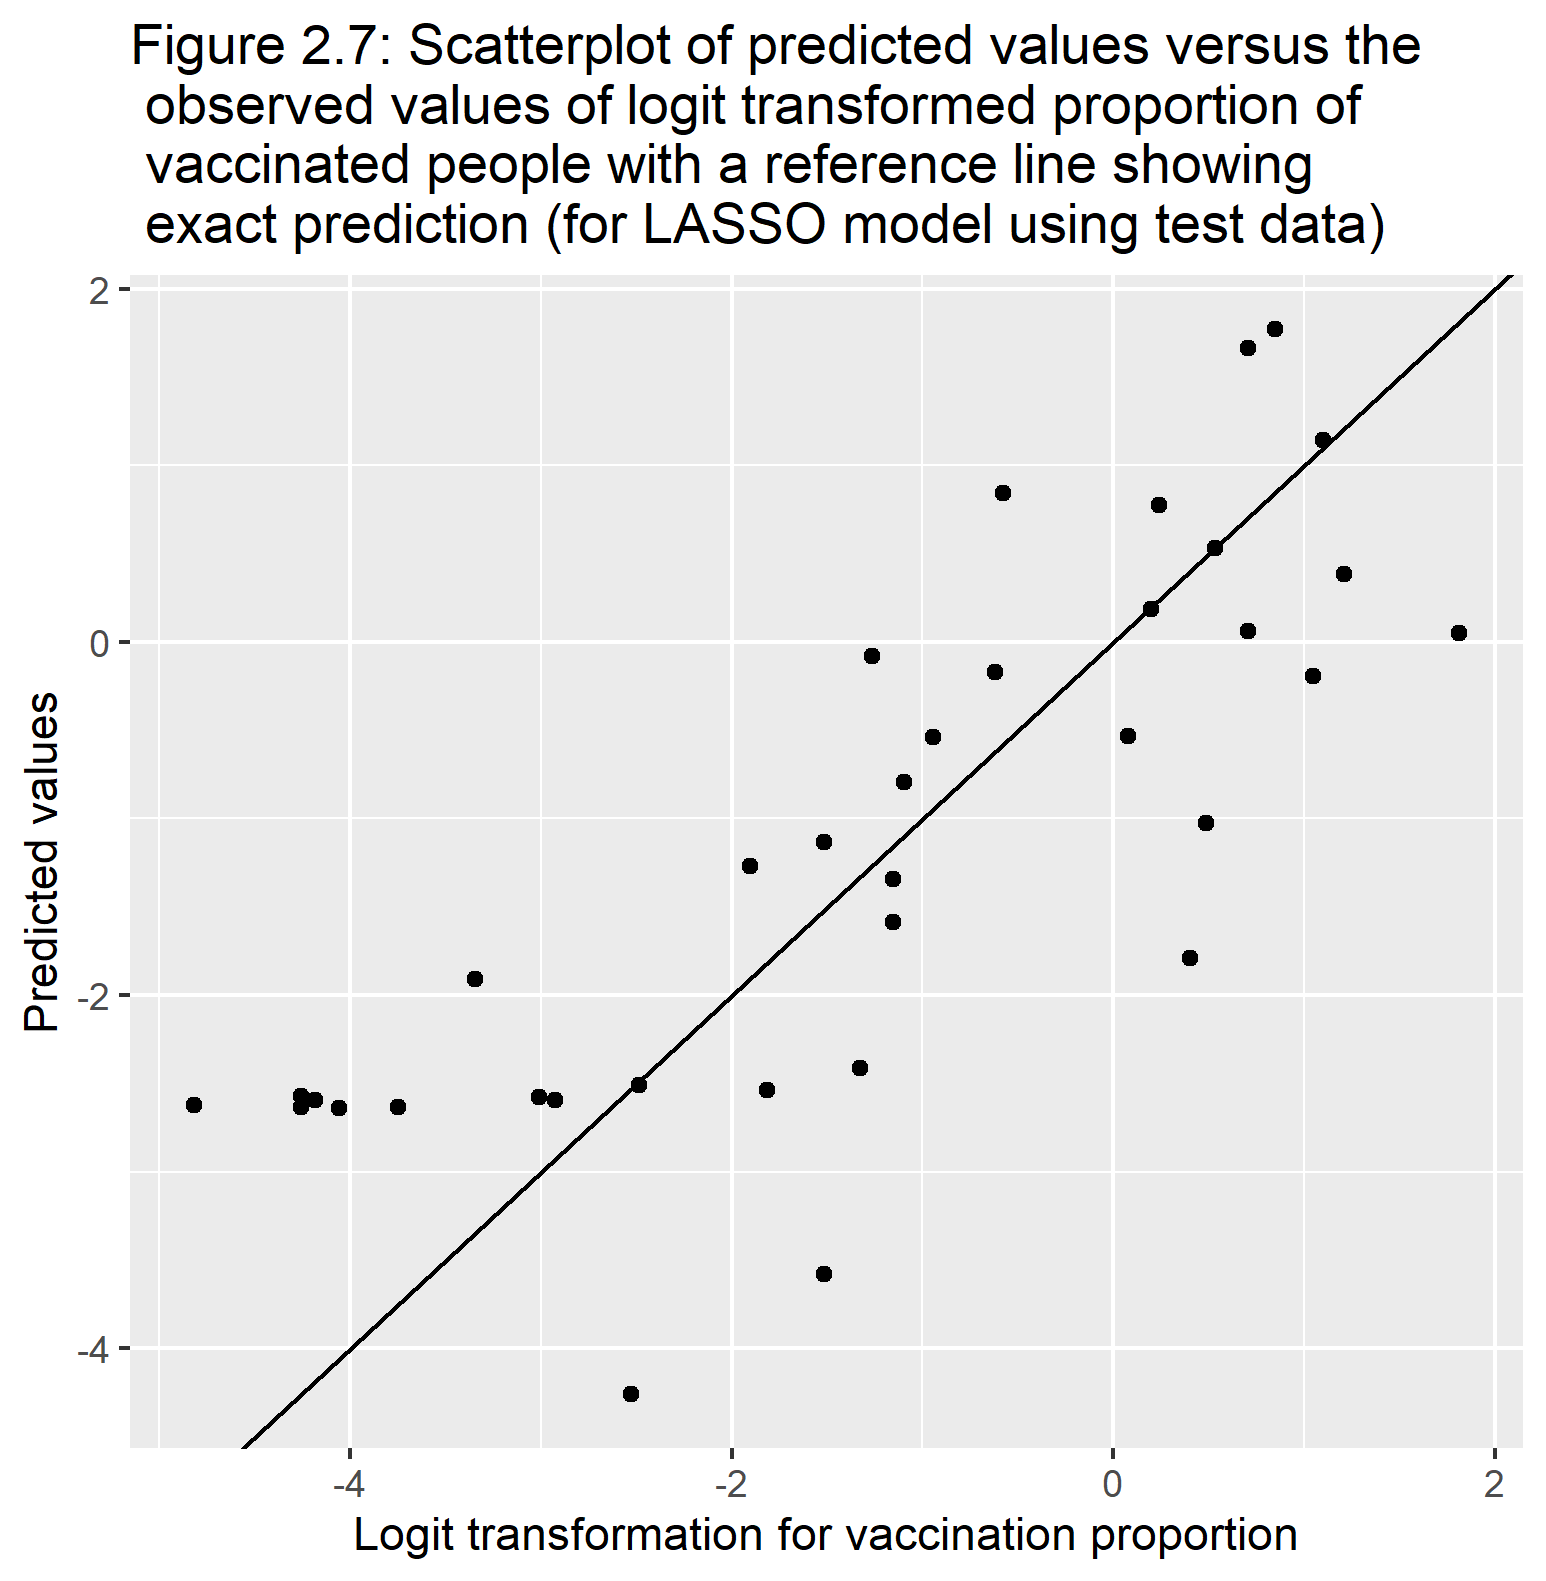 Figure 2.7: Scatterplot of predicted values versus the
observed values of logit transformed proportion of
vaccinated people with a reference line showing
exact prediction (for LASSO model using test data)
2
0
-2
-4
Predicted values
-4
-2
0
2
Logit transformation for vaccination proportion